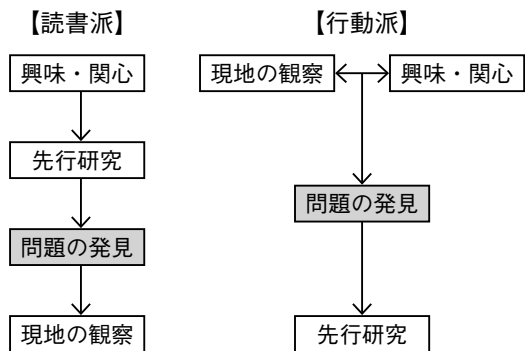 【読書派】
興味・関心
先行研究
問題の発見
現地の観察
【行動派】
現地の観察
興味・関心
問題の発見
先行研究